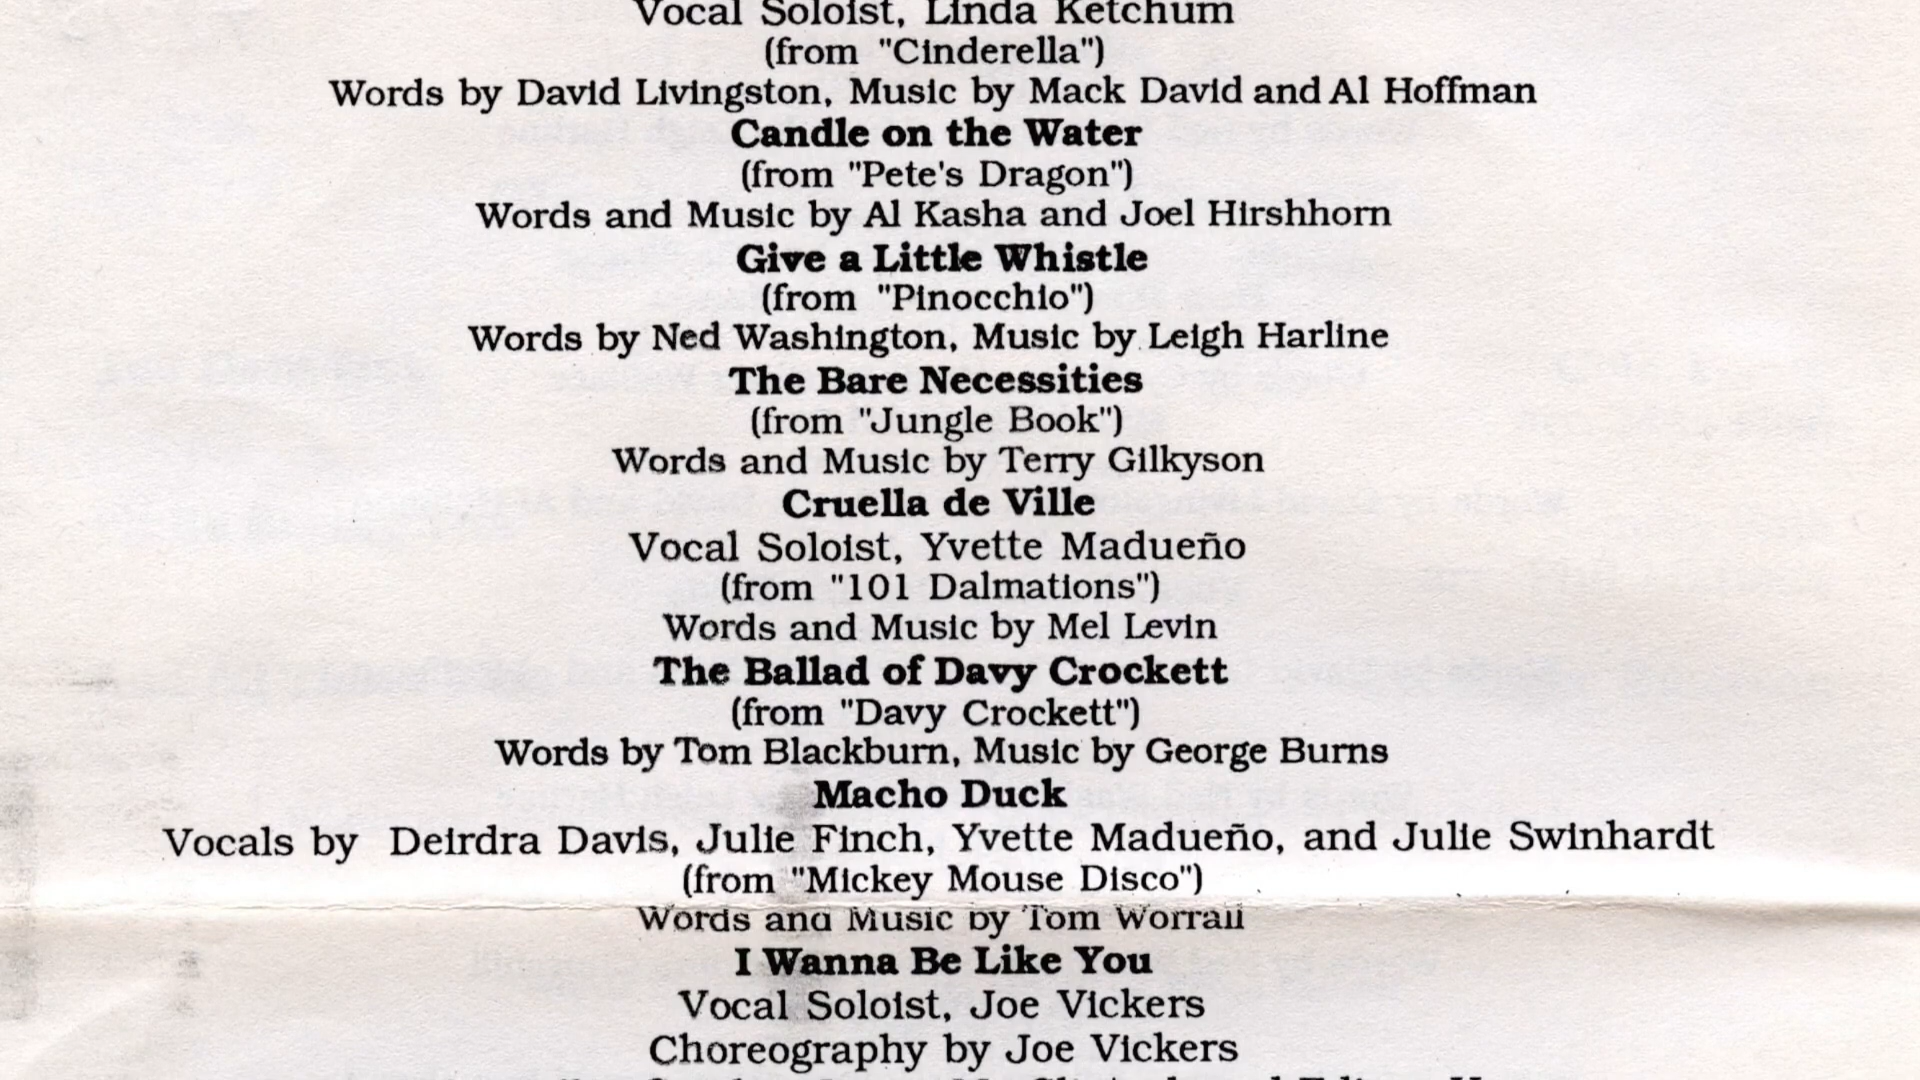 Vocal Soloist, Linda Ketchum
(from "Cinderella")
Words by David Livingston, Music by Mack David and Al Hoffman
Candle on the Water
(from "Pete's Dragon")
Words and Music by Al Kasha and Joel Hirshhorn
Give a Little Whistle
(from "Pinocchio")
Words by Ned Washington, Music by Leigh Harline
The Bare Necessities
(from "Jungle Book")
Words and Music by Terry Gilkyson
Cruella de Ville
Vocal Soloist, Yvette Madueño
(from "101 Dalmations")
Words and Music by Mel Levin
The Ballad of Davy Crockett
(from "Davy Crockett")
Words by Tom Blackburn, Music by George Burns
Macho Duck
Vocals by Deirdra Davis, Julie Finch, Yvette Madueño, and Julie Swinhardt
(from "Mickey Mouse Disco")
Words and Music by Tom Worrall
I Wanna Be Like You
Vocal Soloist, Joe Vickers
Choreography by Joe Vickers